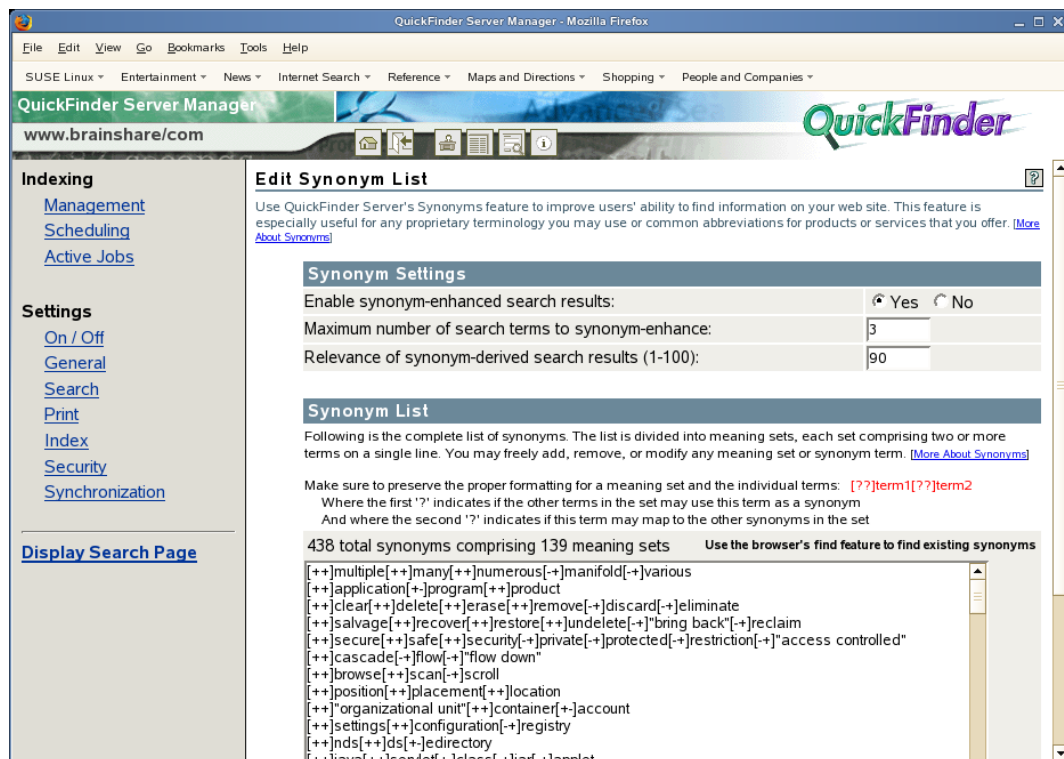 QuickFinder Server Manager - Mozilla Firefox
File Edit View Go Bookmarks Tools Help
SUSE Linux Entertainment News Internet Search Reference Maps and Directions Shopping People and Companies
QuickFinder Server Manager
www.brainshare/com
QuickFinder
Indexing
Management
Scheduling
Active Jobs
Settings
On / Off
General
Search
Print
Index
Security
Synchronization
Display Search Page
Edit Synonym List
Use QuickFinder Server's Synonyms feature to improve users' ability to find information on your web site. This feature is
especially useful for any proprietary terminology you may use or common abbreviations for products or services that you offer. [More
About Synonyms]
Synonym Settings
Enable synonym-enhanced search results: Yes No
Maximum number of search terms to synonym-enhance: 3
Relevance of synonym-derived search results (1-100): 90
Synonym List
Following is the complete list of synonyms. The list is divided into meaning sets, each set comprising two or more
terms on a single line. You may freely add, remove, or modify any meaning set or synonym term. [More About Synonyms]
Make sure to preserve the proper formatting for a meaning set and the individual terms: [??]term1[??]term2
Where the first '?' indicates if the other terms in the set may use this term as a synonym
And where the second '?' indicates if this term may map to the other synonyms in the set
438 total synonyms comprising 139 meaning sets Use the browser's find feature to find existing synonyms
[++]multiple[++]many[++]numerous[-+]manifold[-+]various
[++]application[+-]program[++]product
[++]clear[++]delete[++]erase[++]remove[-+]discard[-+]eliminate
[++]salvage[++]recover[++]restore[++]undelete[-+]"bring back"[-+]reclaim
[++]secure[++]safe[++]security[-+]private[-+]protected[-+]restriction[-+]"access controlled"
[++]cascade[-+]flow[-+]"flow down"
[++]browse[++]scan[-+]scroll
[++]position[++]placement[++]location
[++]"organizational unit"[++]container[+-]account
[++]settings[++]configuration[-+]registry
[++]nds[++]ds[+-]edirectory